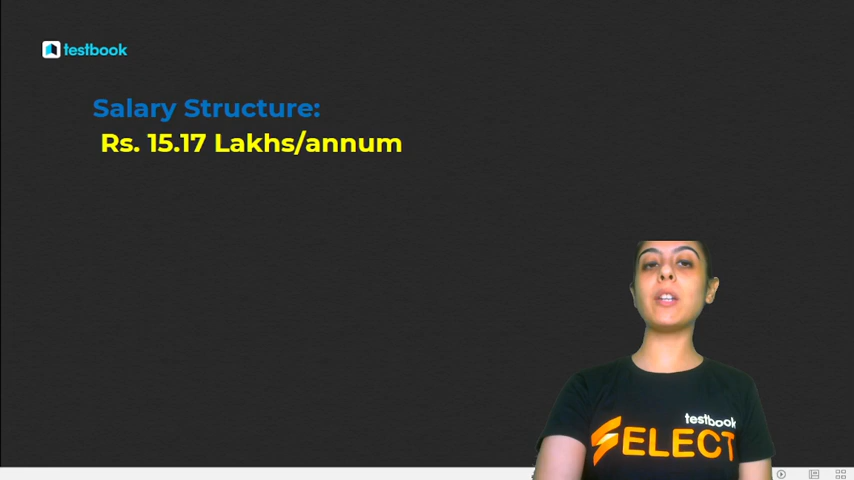 testbook
Salary Structure:
Rs. 15.17 Lakhs/annum
testbook
SELECT